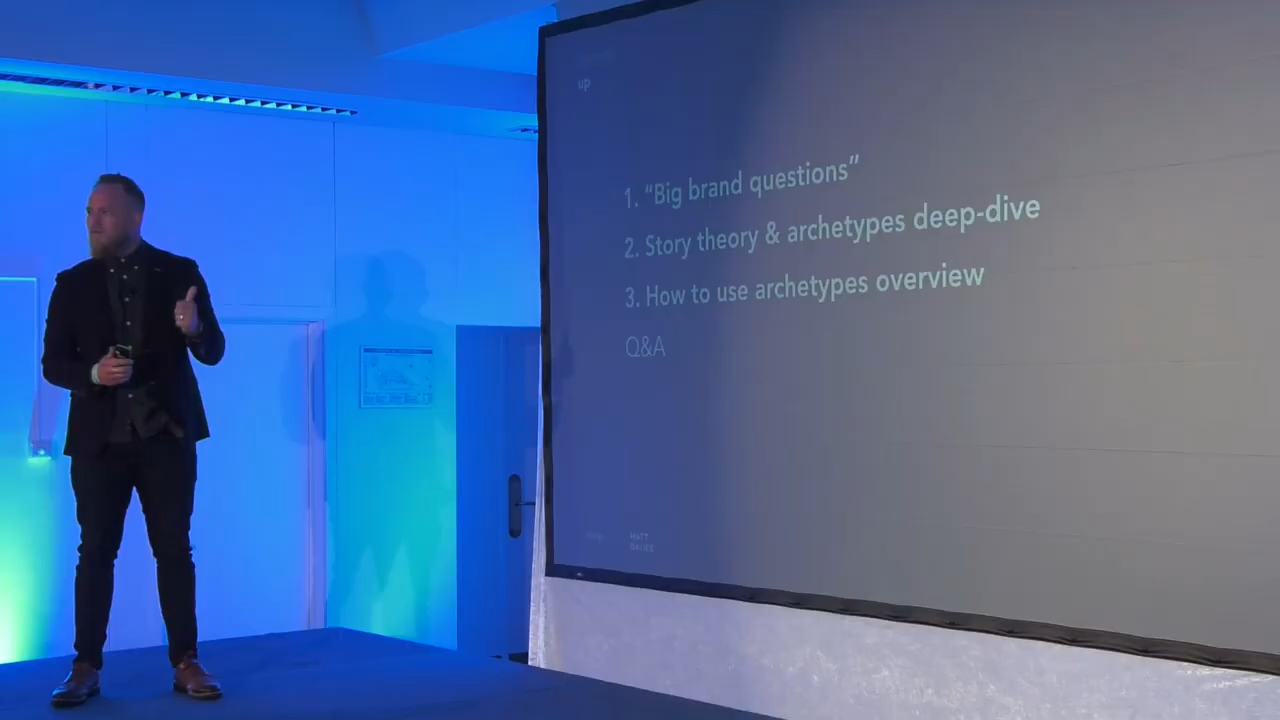 up
1. “Big brand questions”
2. Story theory & archetypes deep-dive
3. How to use archetypes overview
Q&A
MATT
DAVIES